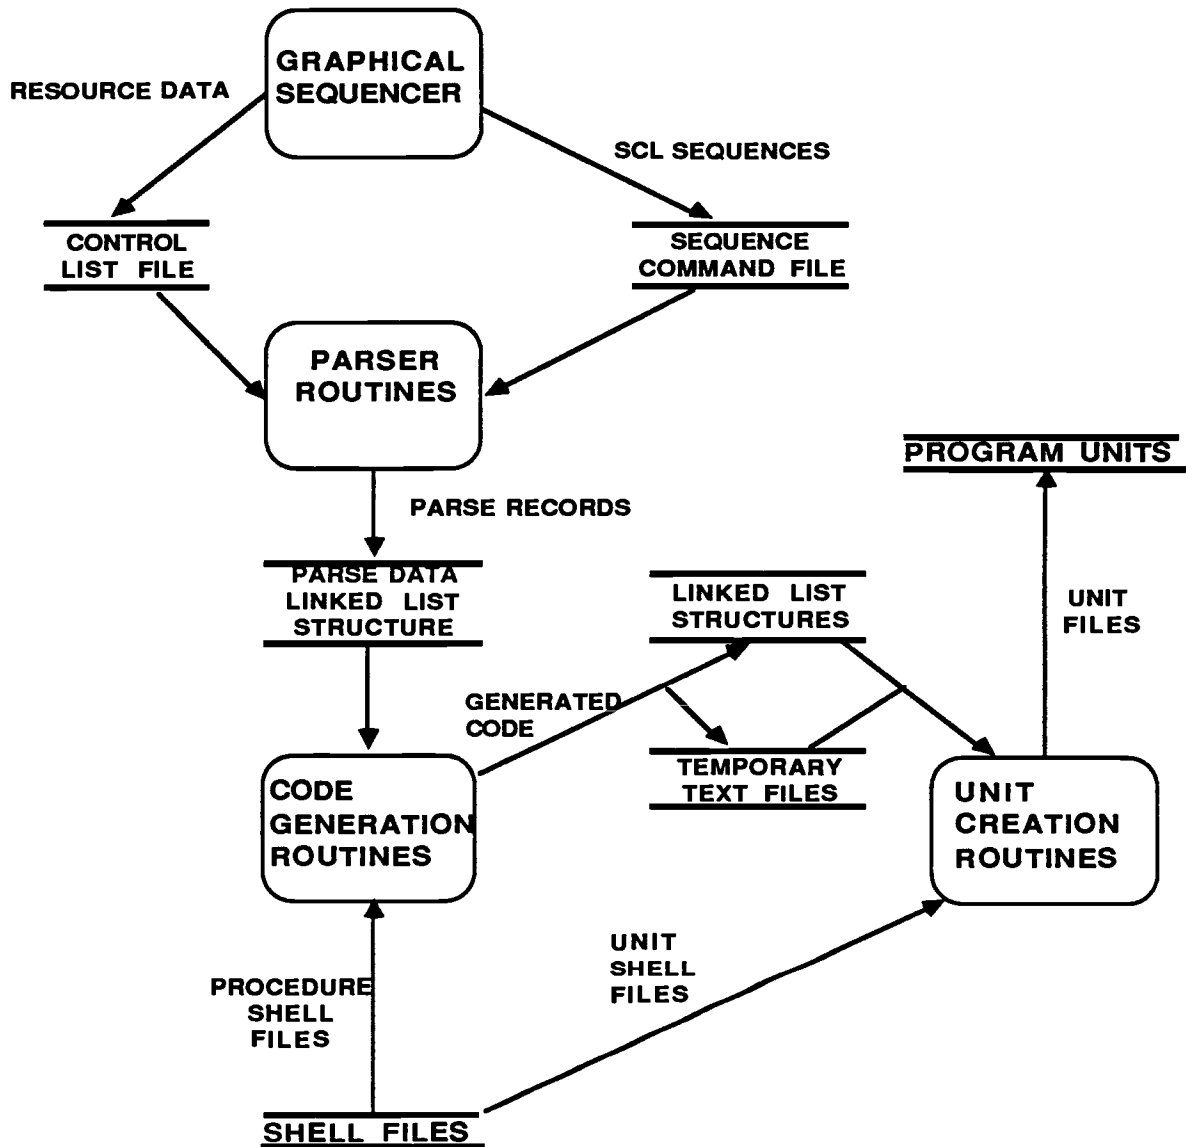 GRAPHICAL
SEQUENCER
RESOURCE DATA
SCL SEQUENCES
CONTROL
LIST FILE
SEQUENCE
COMMAND FILE
PARSER
ROUTINES
PROGRAM UNITS
PARSE RECORDS
PARSE DATA
LINKED LIST
STRUCTURE
LINKED LIST
STRUCTURES
UNIT
FILES
GENERATED
CODE
TEMPORARY
TEXT FILES
CODE
GENERATION
ROUTINES
UNIT
CREATION
ROUTINES
UNIT
SHELL
FILES
PROCEDURE
SHELL
FILES
SHELL FILES